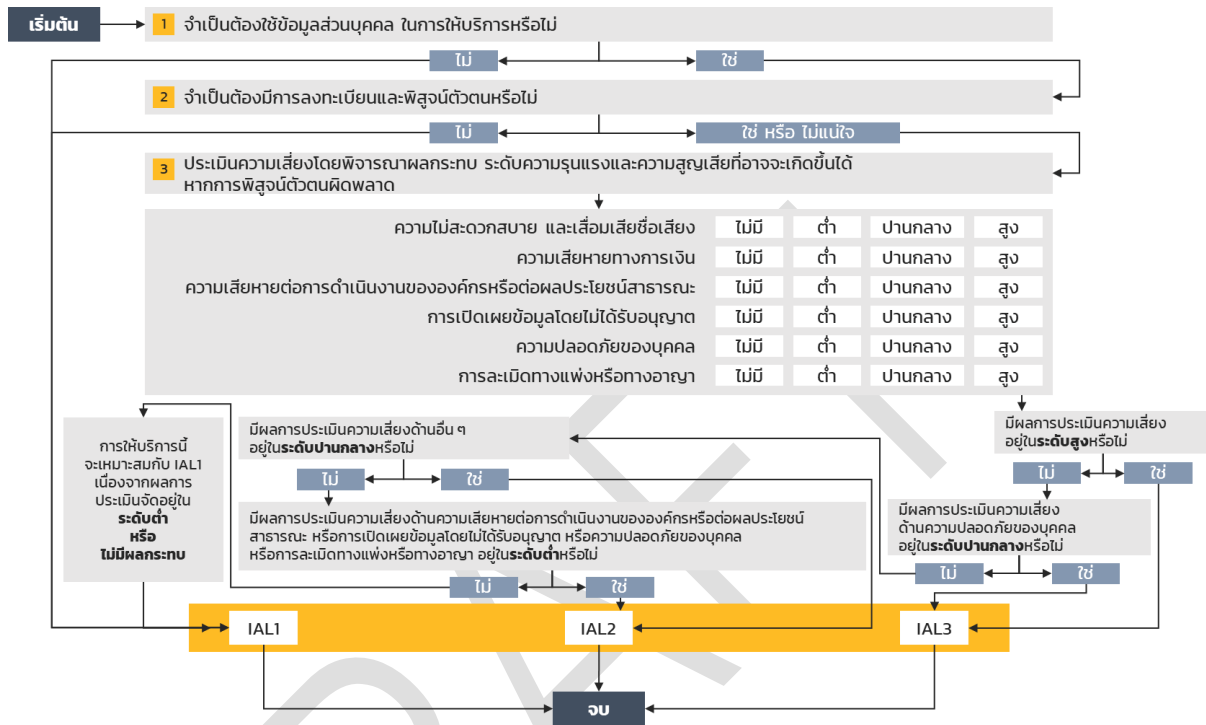 เริ่มต้น
1 จำเป็นต้องใช้ข้อมูลส่วนบุคคล ในการให้บริการหรือไม่
ไม่ ใช่
2 จำเป็นต้องมีการลงทะเบียนและพิสูจน์ตัวตนหรือไม่
ไม่ ใช่ หรือ ไม่แน่ใจ
3 ประเมินความเสี่ยงโดยพิจารณาผลกระทบ ระดับความรุนแรงและความสูญเสียที่อาจจะเกิดขึ้นได้
หากการพิสูจน์ตัวตนผิดพลาด
ความไม่สะดวกสบาย และเสื่อมเสียชื่อเสียง ไม่มี ต่ำ ปานกลาง สูง
ความเสียหายทางการเงิน ไม่มี ต่ำ ปานกลาง สูง
ความเสียหายต่อการดำเนินงานขององค์กรหรือต่อผลประโยชน์สาธารณะ ไม่มี ต่ำ ปานกลาง สูง
การเปิดเผยข้อมูลโดยไม่ได้รับอนุญาต ไม่มี ต่ำ ปานกลาง สูง
ความปลอดภัยของบุคคล ไม่มี ต่ำ ปานกลาง สูง
การละเมิดทางแพ่งหรือทางอาญา ไม่มี ต่ำ ปานกลาง สูง
มีผลการประเมินความเสี่ยง
อยู่ในระดับสูงหรือไม่
ไม่ ใช่
มีผลการประเมินความเสี่ยง
ด้านความปลอดภัยของบุคคล
อยู่ในระดับปานกลางหรือไม่
ไม่ ใช่
มีผลการประเมินความเสี่ยงด้านอื่น ๆ
อยู่ในระดับปานกลางหรือไม่
ไม่ ใช่
มีผลการประเมินความเสี่ยงด้านความเสียหายต่อการดำเนินงานขององค์กรหรือต่อผลประโยชน์
สาธารณะ หรือการเปิดเผยข้อมูลโดยไม่ได้รับอนุญาต หรือความปลอดภัยของบุคคล
หรือการละเมิดทางแพ่งหรือทางอาญา อยู่ในระดับต่ำหรือไม่
ไม่ ใช่
การให้บริการนี้
จะเหมาะสมกับ IAL1
เนื่องจากผลการ
ประเมินจัดอยู่ใน
ระดับต่ำ
หรือ
ไม่มีผลกระทบ
IAL1 IAL2 IAL3
จบ